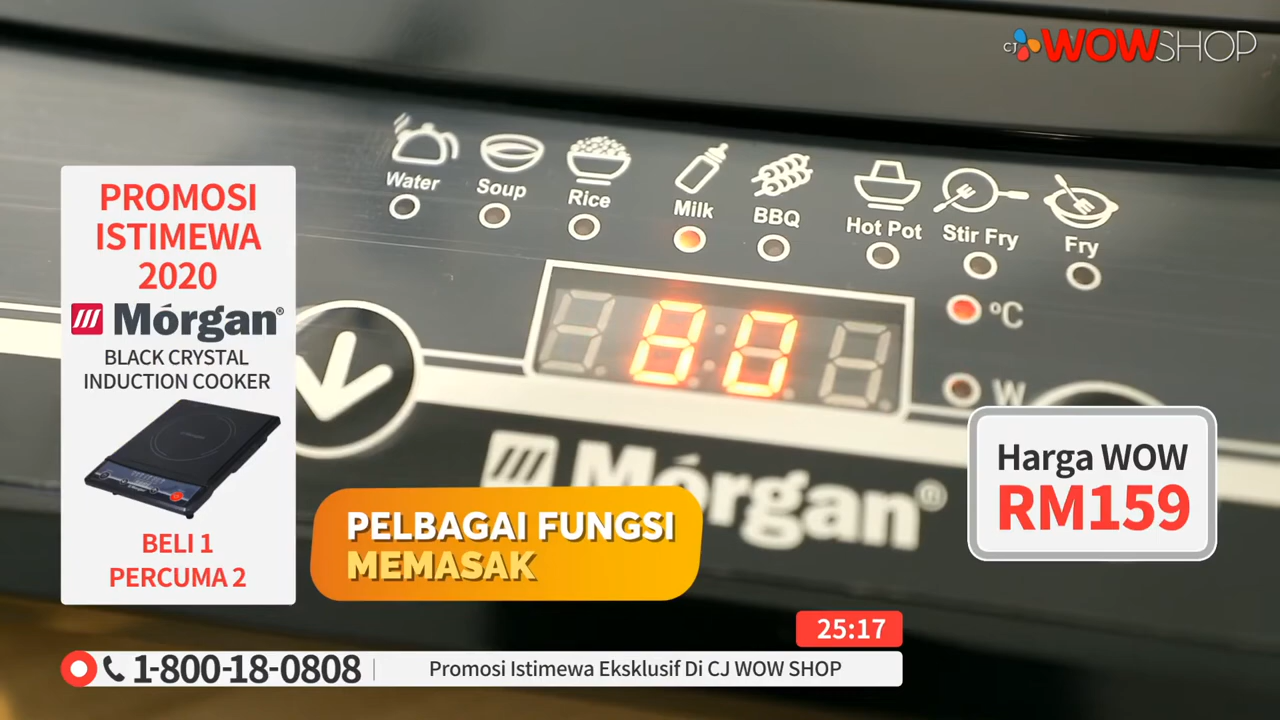 CJ WOWSHOP
Water
Soup
Rice
Milk
BBQ
Hot Pot
Stir Fry
Fry
°C
W
60
Mórgan®
PROMOSI
ISTIMEWA
2020
Mórgan®
BLACK CRYSTAL
INDUCTION COOKER
BELI 1
PERCUMA 2
PELBAGAI FUNGSI
MEMASAK
Harga WOW
RM159
25:17
1-800-18-0808
Promosi Istimewa Eksklusif Di CJ WOW SHOP